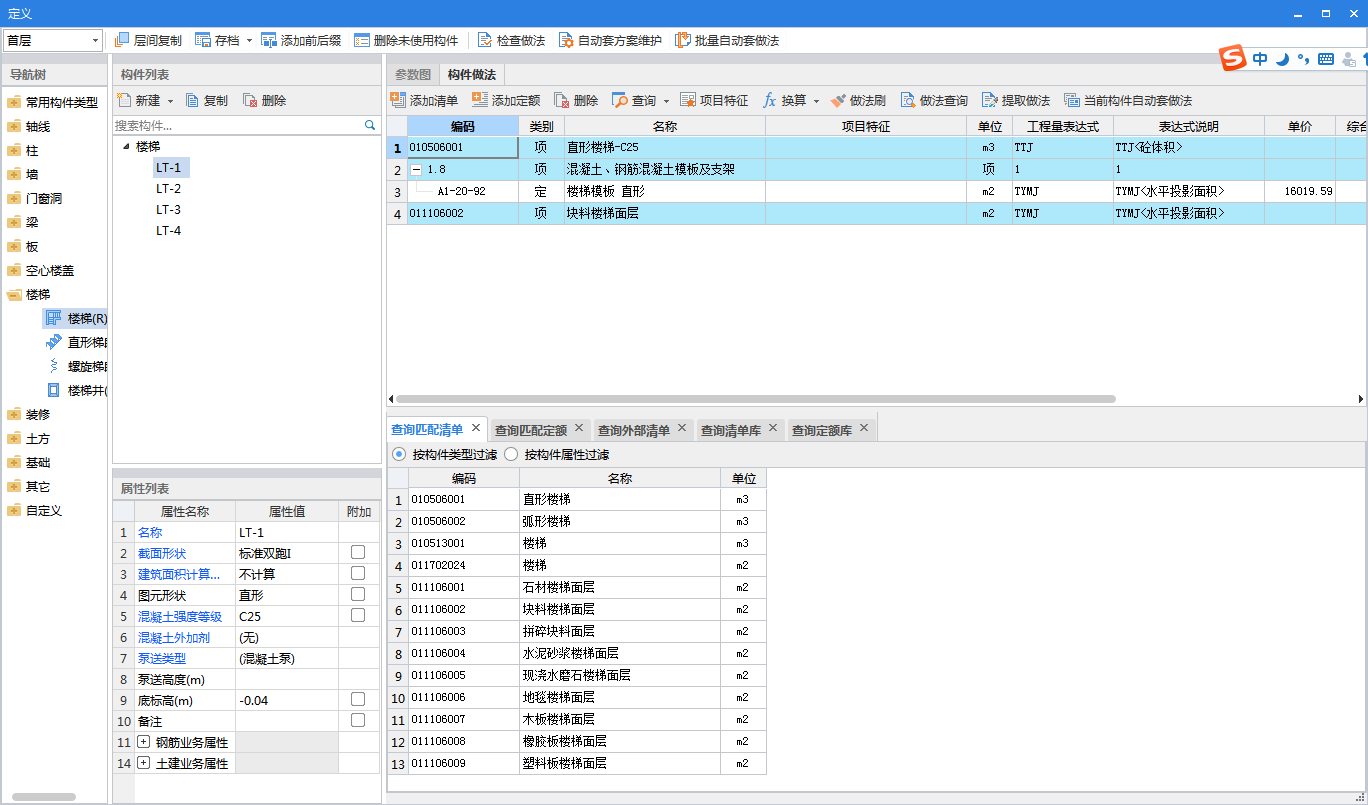 定义
首层 层间复制 存档 添加前后缀 删除未使用构件 检查做法 自动套方案维护 批量自动套做法
中
导航树
常用构件类型
轴线
柱
墙
门窗洞
梁
板
空心楼盖
楼梯
楼梯(R)
直形梯
螺旋梯
楼梯井(
装修
土方
基础
其它
自定义
构件列表
新建 复制 删除
搜索构件...
楼梯
LT-1
LT-2
LT-3
LT-4
属性列表
属性名称 属性值 附加
1 名称 LT-1
2 截面形状 标准双跑I
3 建筑面积计算... 不计算
4 图元形状 直形
5 混凝土强度等级 C25
6 混凝土外加剂 (无)
7 泵送类型 (混凝土泵)
8 泵送高度(m)
9 底标高(m) -0.04
10 备注
11 钢筋业务属性
14 土建业务属性
参数图 构件做法
添加清单 添加定额 删除 查询 项目特征 fx 换算 做法刷 做法查询 提取做法 当前构件自动套做法
编码 类别 名称 项目特征 单位 工程量表达式 表达式说明 单价 综合
1 010506001 项 直形楼梯-C25 m3 TTJ TTJ<砼体积>
2 1.8 混凝土、钢筋混凝土模板及支架 项 1 1
3 A1-20-92 定 楼梯模板 直形 m2 TYMJ TYMJ<水平投影面积> 16019.59
4 011106002 项 块料楼梯面层 m2 TYMJ TYMJ<水平投影面积>
查询匹配清单 查询匹配定额 查询外部清单 查询清单库 查询定额库
按构件类型过滤 按构件属性过滤
编码 名称 单位
1 010506001 直形楼梯 m3
2 010506002 弧形楼梯 m3
3 010513001 楼梯 m3
4 011702024 楼梯 m2
5 011106001 石材楼梯面层 m2
6 011106002 块料楼梯面层 m2
7 011106003 拼碎块料面层 m2
8 011106004 水泥砂浆楼梯面层 m2
9 011106005 现浇水磨石楼梯面层 m2
10 011106006 地毯楼梯面层 m2
11 011106007 木板楼梯面层 m2
12 011106008 橡胶板楼梯面层 m2
13 011106009 塑料板楼梯面层 m2